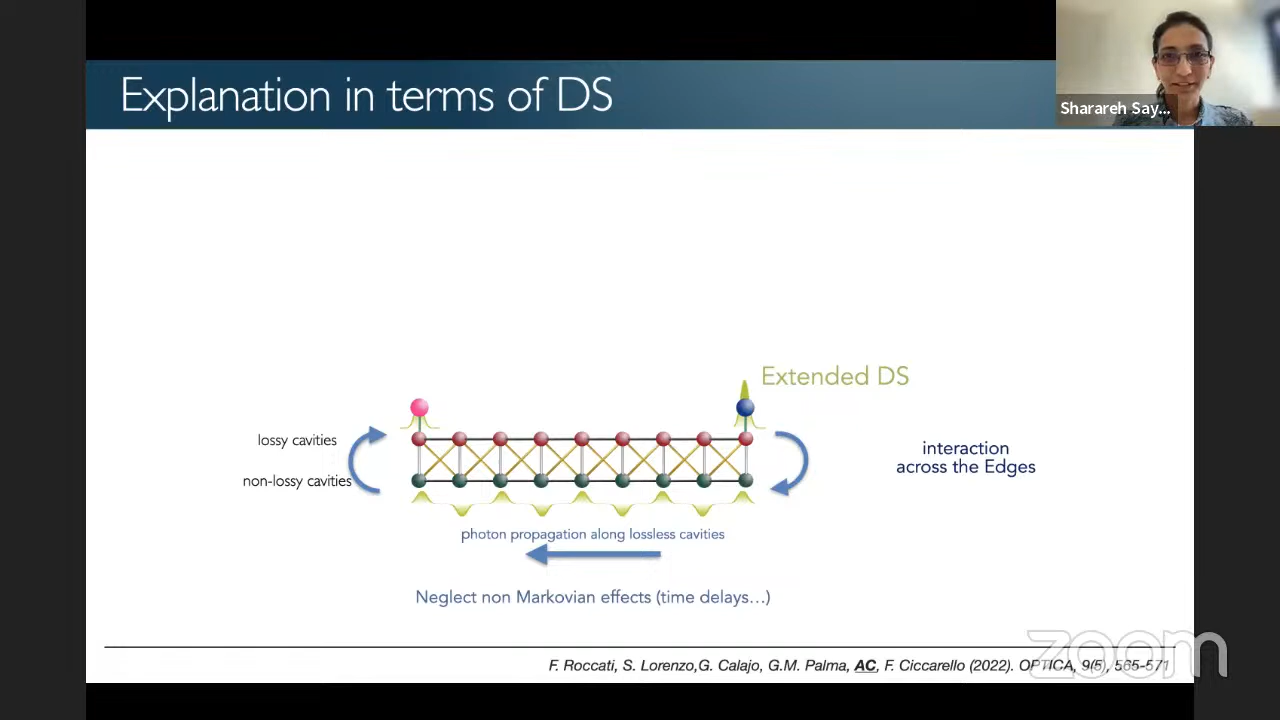 Explanation in terms of DS
Sharareh Say...
Extended DS
lossy cavities
non-lossy cavities
interaction
across the Edges
photon propagation along lossless cavities
Neglect non Markovian effects (time delays…)
F. Roccati, S. Lorenzo,G. Calajo, G.M. Palma, AC, F. Ciccarello (2022). OPTICA, 9(5), 565-571
zoom